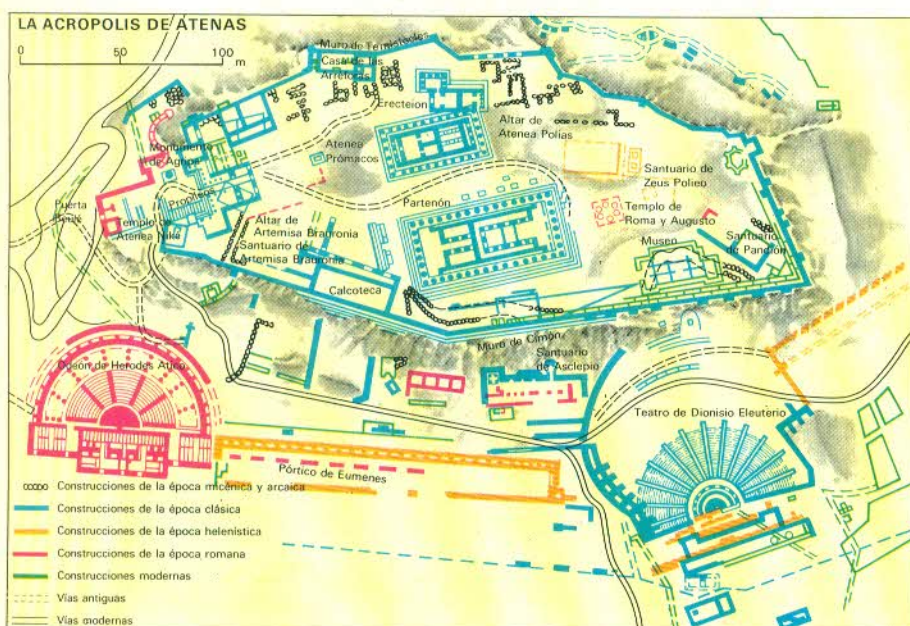 LA ACROPOLIS DE ATENAS
0 50 100
m
Muro de Temistocles
Casa de las
Arréforas
Erecteion
Altar de
Atenea Polias
Monumento
de Agripa
Atenea
Prómacos
Santuario de
Zeus Polieo
Puerta
Beulé
Propileos
Partenón
Templo de
Roma y Augusto
Templo de
Atenea Niké
Altar de
Artemisa Brauronia
Santuario de
Artemisa Brauronia
Museo
Santuario
de Pandión
Calcoteca
Muro de Cimón
Santuario
de Asclepio
Odeón de Herodes Atico
Teatro de Dionisio Eleuterio
Pórtico de Eumenes
Construcciones de la época micénica y arcaica
Construcciones de la época clásica
Construcciones de la época helenística
Construcciones de la época romana
Construcciones modernas
Vías antiguas
Vías modernas